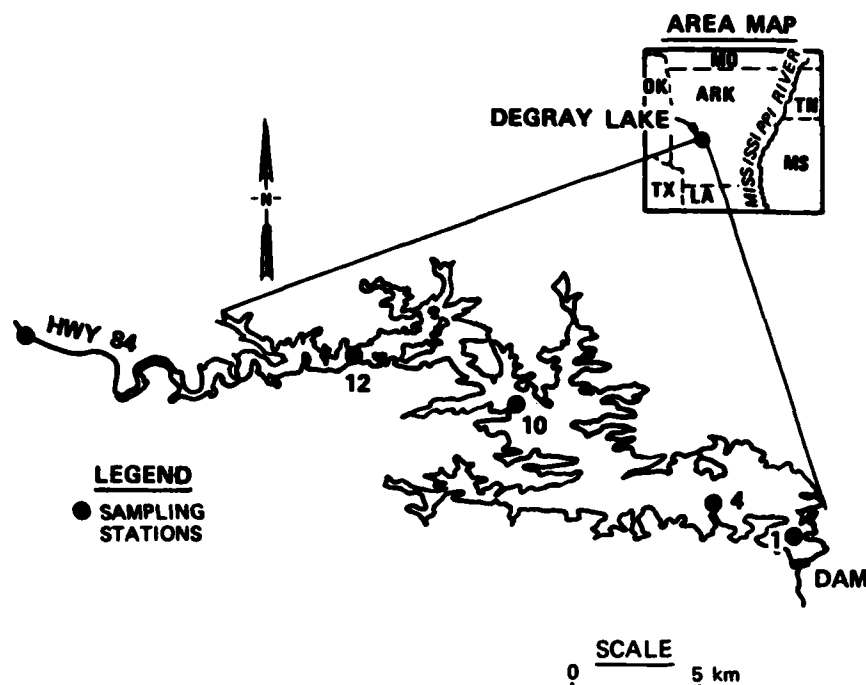 AREA MAP
MO
OK
ARK
TN
MISSISSIPPI RIVER
DEGRAY LAKE
MS
TX
LA
-N-
HWY 84
12
10
LEGEND
SAMPLING
STATIONS
4
1
DAM
SCALE
0 5 km